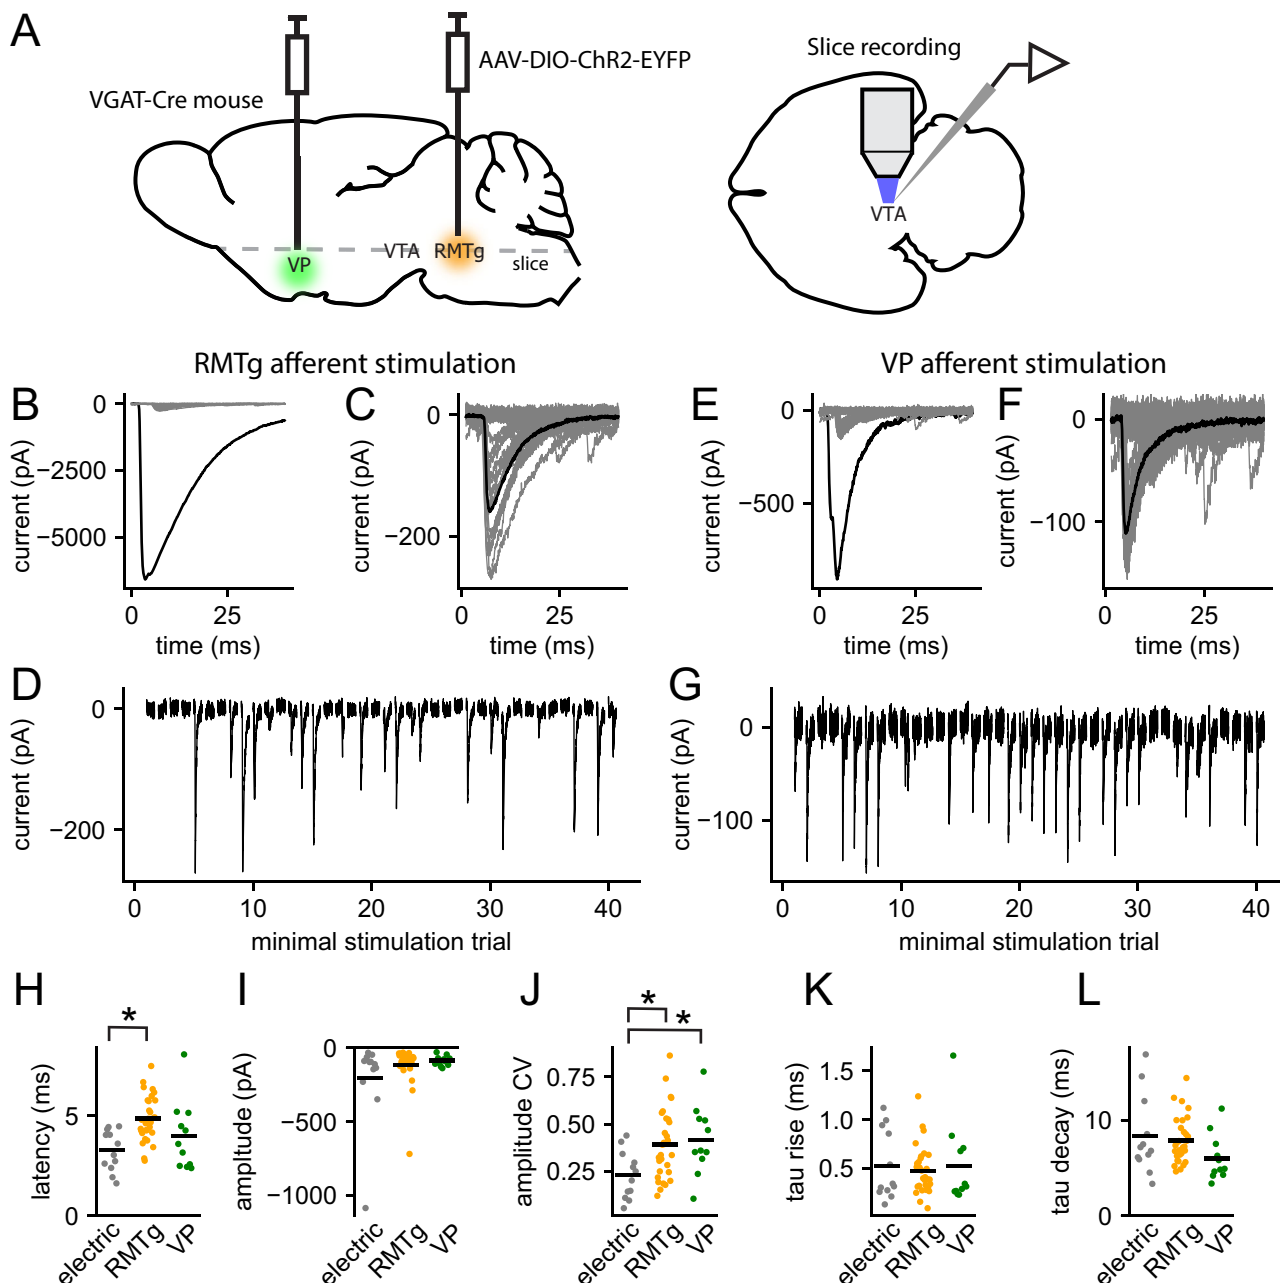 A
VGAT-Cre mouse
AAV-DIO-ChR2-EYFP
VP
VTA
RMTg
slice
Slice recording
VTA
RMTg afferent stimulation
VP afferent stimulation
B
current (pA)
0
−2500
−5000
0
25
time (ms)
C
current (pA)
0
−200
0
25
time (ms)
E
current (pA)
0
−500
0
25
time (ms)
F
current (pA)
0
−100
0
25
time (ms)
D
current (pA)
0
−200
0 10 20 30 40
minimal stimulation trial
G
current (pA)
0
−100
0 10 20 30 40
minimal stimulation trial
H
*
latency (ms)
5
0
electric RMTg VP
I
amplitude (pA)
0
−500
−1000
electric RMTg VP
J
*
*
amplitude CV
0.75
0.50
0.25
electric RMTg VP
K
tau rise (ms)
1.5
1.0
0.5
electric RMTg VP
L
tau decay (ms)
10
0
electric RMTg VP